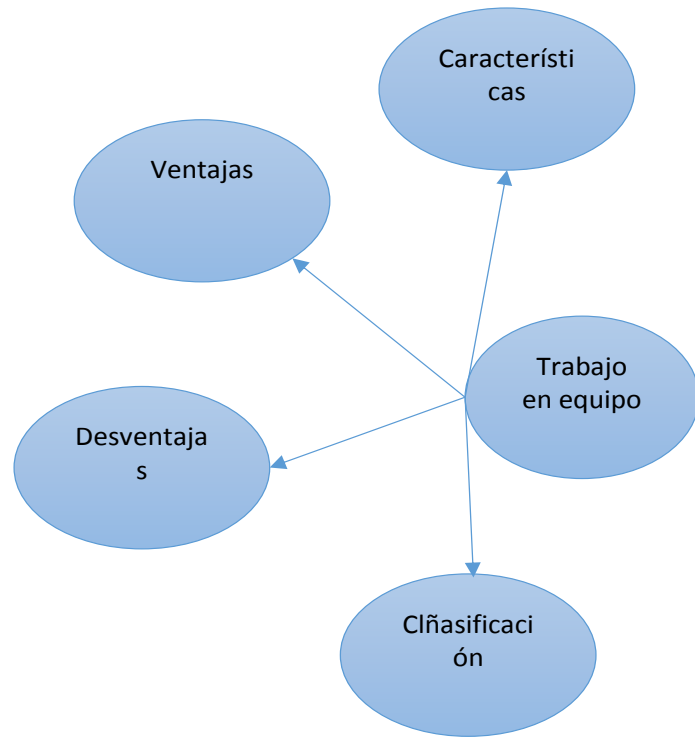 Característi
cas
Ventajas
Trabajo
en equipo
Desventaja
s
Clñasificaci
ón